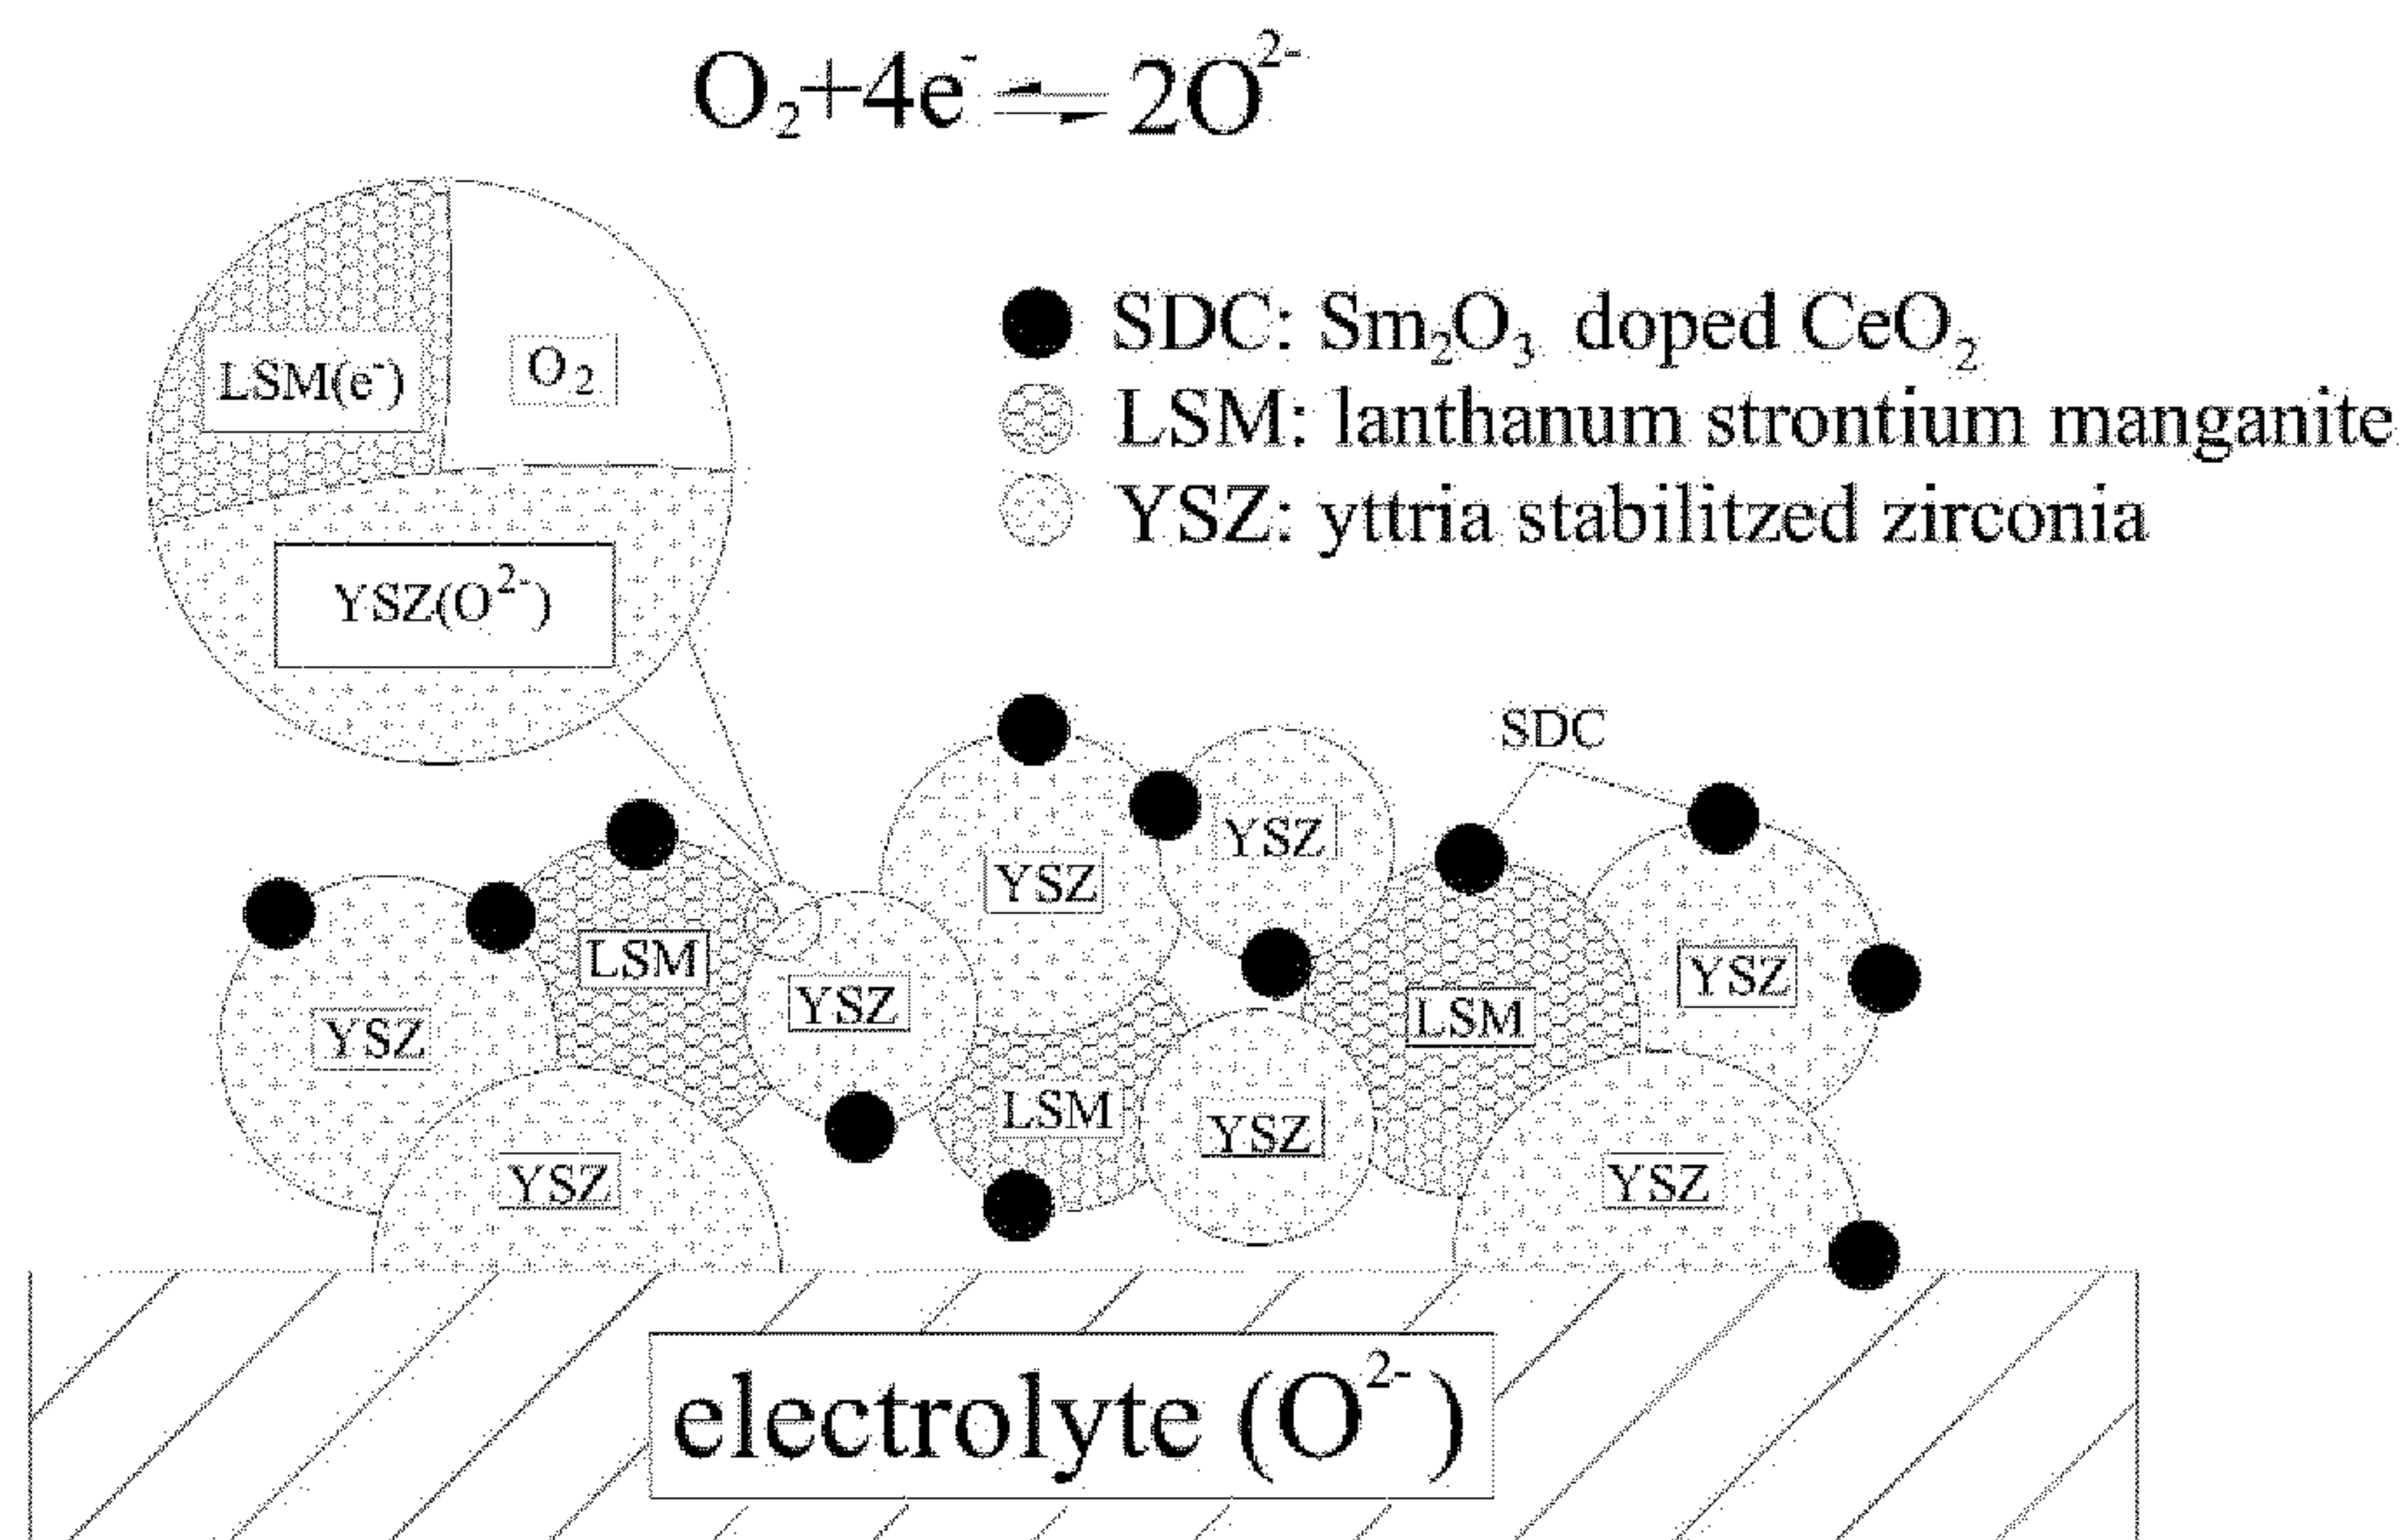 O₂+4e⁻ ⇌ 2O²⁻
LSM(e⁻)
O₂
YSZ(O²⁻)
SDC: Sm₂O₃ doped CeO₂
LSM: lanthanum strontium manganite
YSZ: yttria stabilitzed zirconia
SDC
YSZ
YSZ
LSM
YSZ
YSZ
LSM
YSZ
LSM
YSZ
YSZ
YSZ
electrolyte (O²⁻)